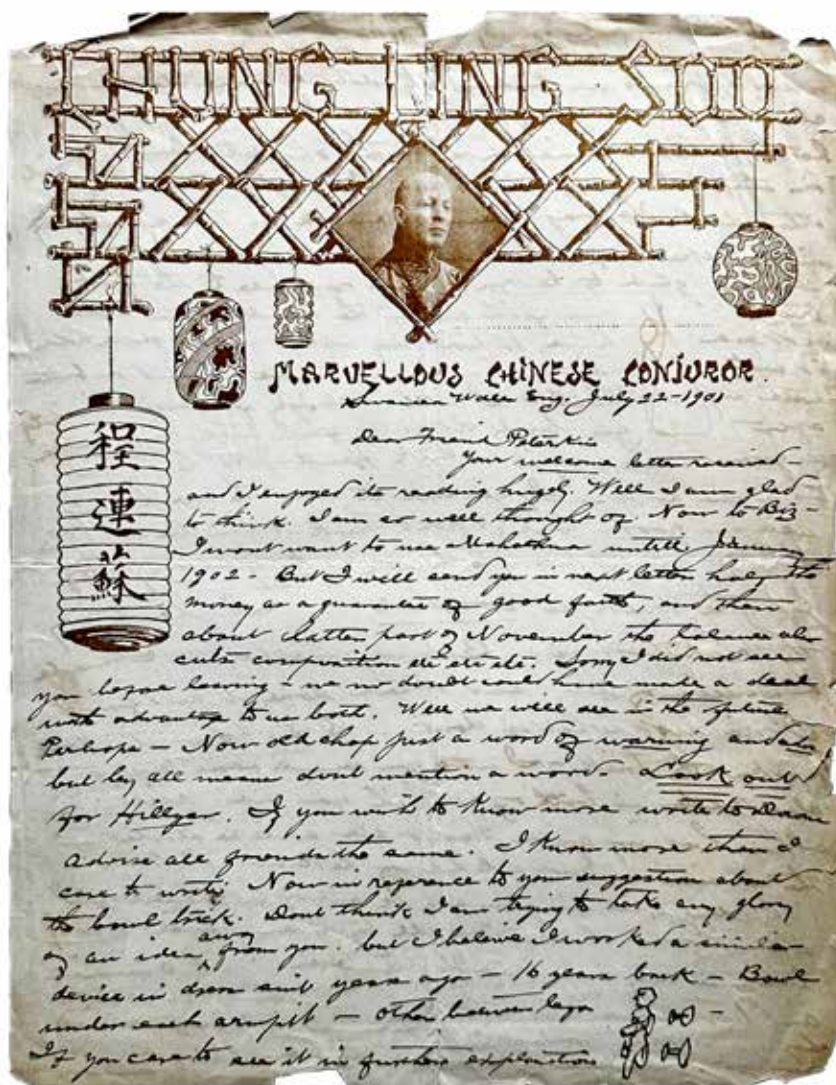 CHUNG LING SOO
MARVELLOUS CHINESE CONJUROR
程連蘇
Swansea Wales Eng. July 22-1901
Dear Friend Peterkin
Your welcome letter received -
and I enjoyed its reading hugely. Well I am glad
to think I am so well thought of. Now to Biz -
I wont want to use Mahatma untill January
1902 - But I will send you in next letter half the
money as a guarantee of good faith, and then
about latter part of November the balance also
cuts composition etc etc etc. Sorry I did not see
you before leaving - we no doubt could have made a deal
with advantage to us both. Well we will see in the future
Perhaps - Now old chap just a word of warning
but by all means dont mention a word. Look out
for Hillyar. If you wish to know more write to
advise all friends the same. I know more than I
care to write. Now in reference to your suggestion about
the bowl trick. Dont think I am trying to take any glory
of an idea away from you. but I beleive I worked a similar
device in years ago - 16 years back - Bowl
under each armpit - other between legs -
If you care to see it in further explanation